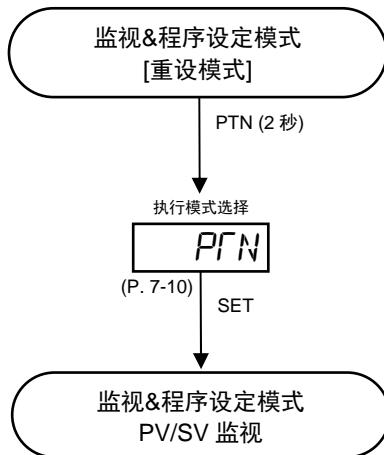 监视&程序设定模式
[重设模式]
PTN (2 秒)
执行模式选择
PTN
(P. 7-10)
SET
监视&程序设定模式
PV/SV 监视